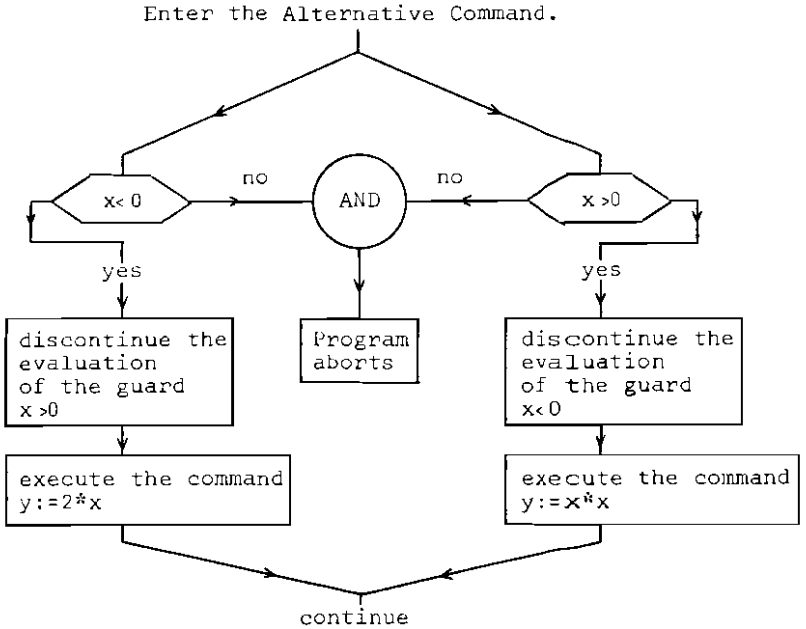 Enter the Alternative Command.
x< 0
no
AND
no
x >0
yes
yes
discontinue the
evaluation
of the guard
x >0
Program
aborts
discontinue the
evaluation
of the guard
x< 0
execute the command
y:=2*x
execute the command
y:=x*x
continue